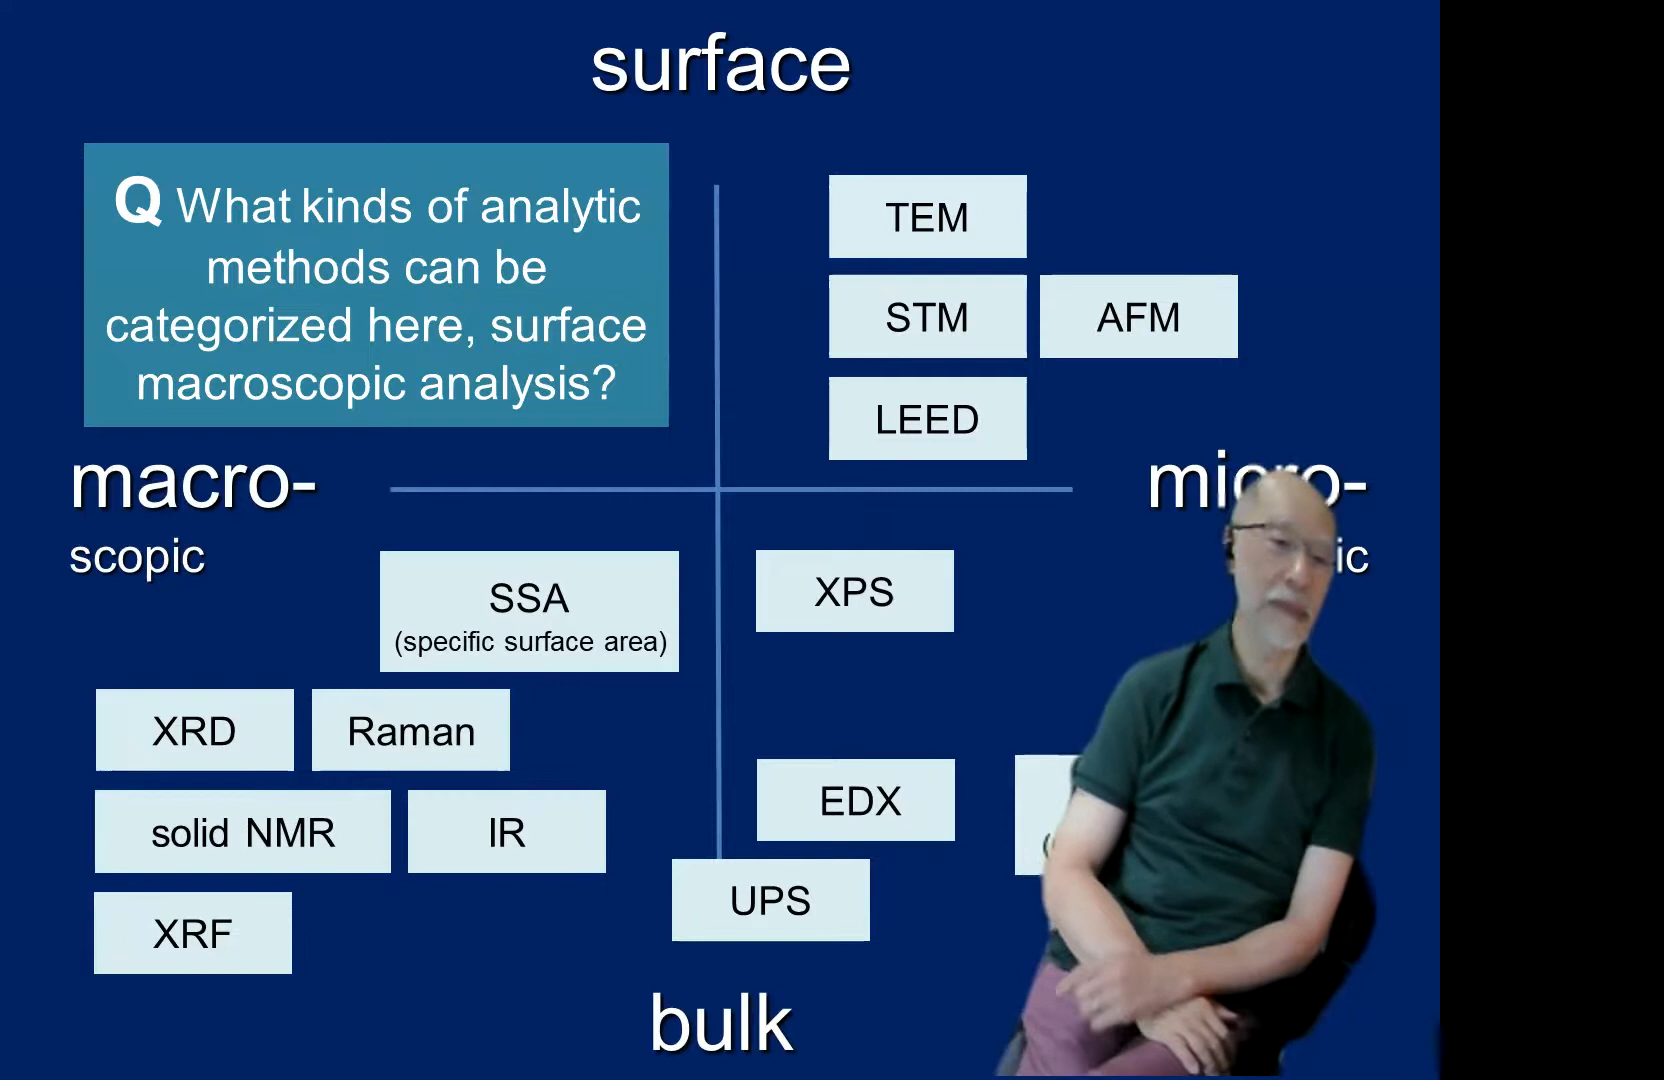 surface
Q What kinds of analytic
methods can be
categorized here, surface
macroscopic analysis?
TEM
STM
AFM
LEED
macro-
scopic
micro-
SSA
(specific surface area)
XPS
XRD
Raman
EDX
solid NMR
IR
UPS
XRF
bulk